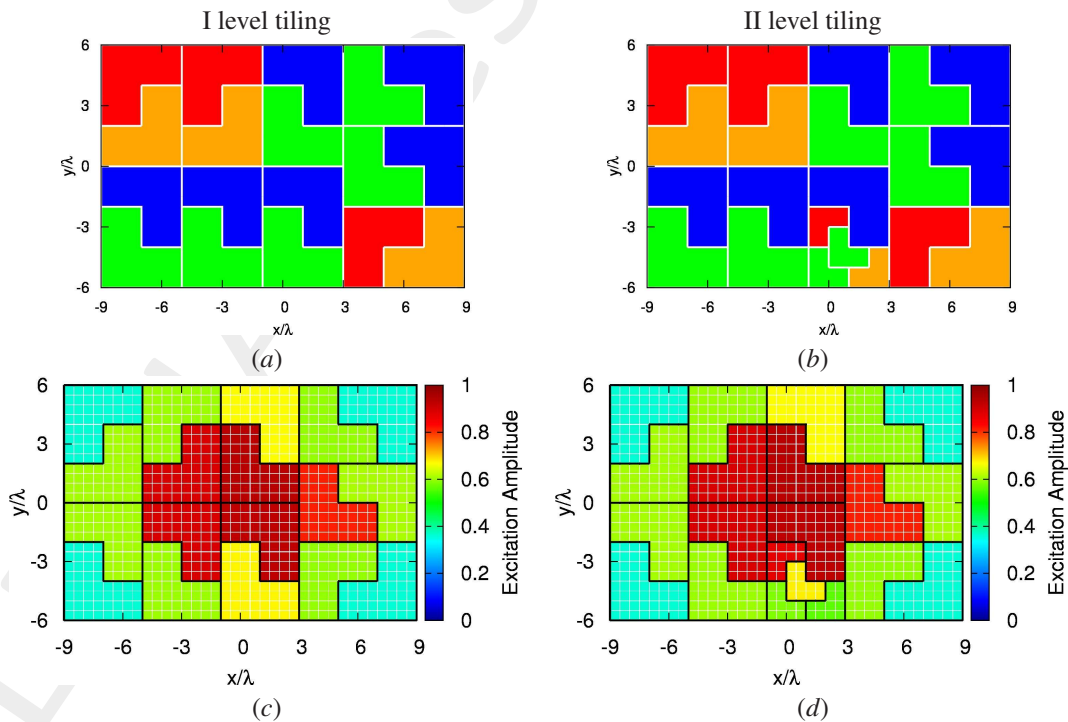 I level tiling
II level tiling
6
3
0
-3
-6
y/λ
-9 -6 -3 0 3 6 9
x/λ
(a)
6
3
0
-3
-6
y/λ
-9 -6 -3 0 3 6 9
x/λ
(b)
6
3
0
-3
-6
y/λ
-9 -6 -3 0 3 6 9
x/λ
1
0.8
0.6
0.4
0.2
0
Excitation Amplitude
(c)
6
3
0
-3
-6
y/λ
-9 -6 -3 0 3 6 9
x/λ
1
0.8
0.6
0.4
0.2
0
Excitation Amplitude
(d)